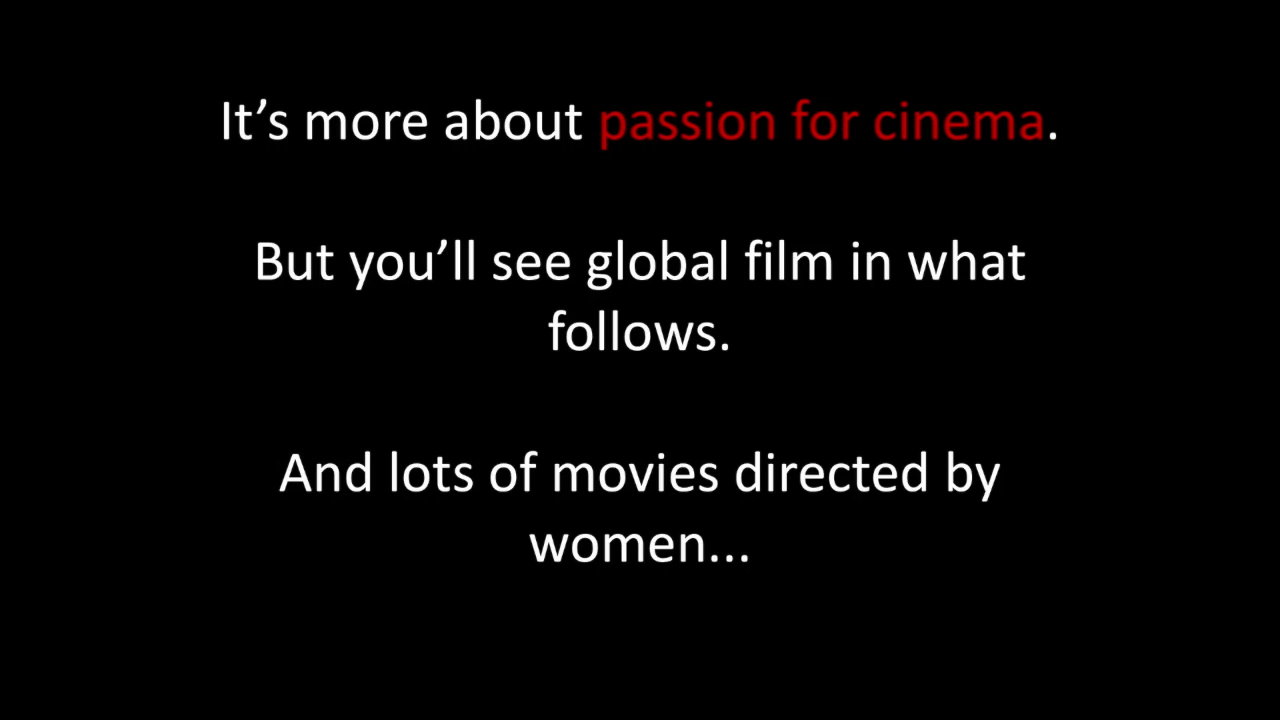 It’s more about passion for cinema.
But you’ll see global film in what
follows.
And lots of movies directed by
women...